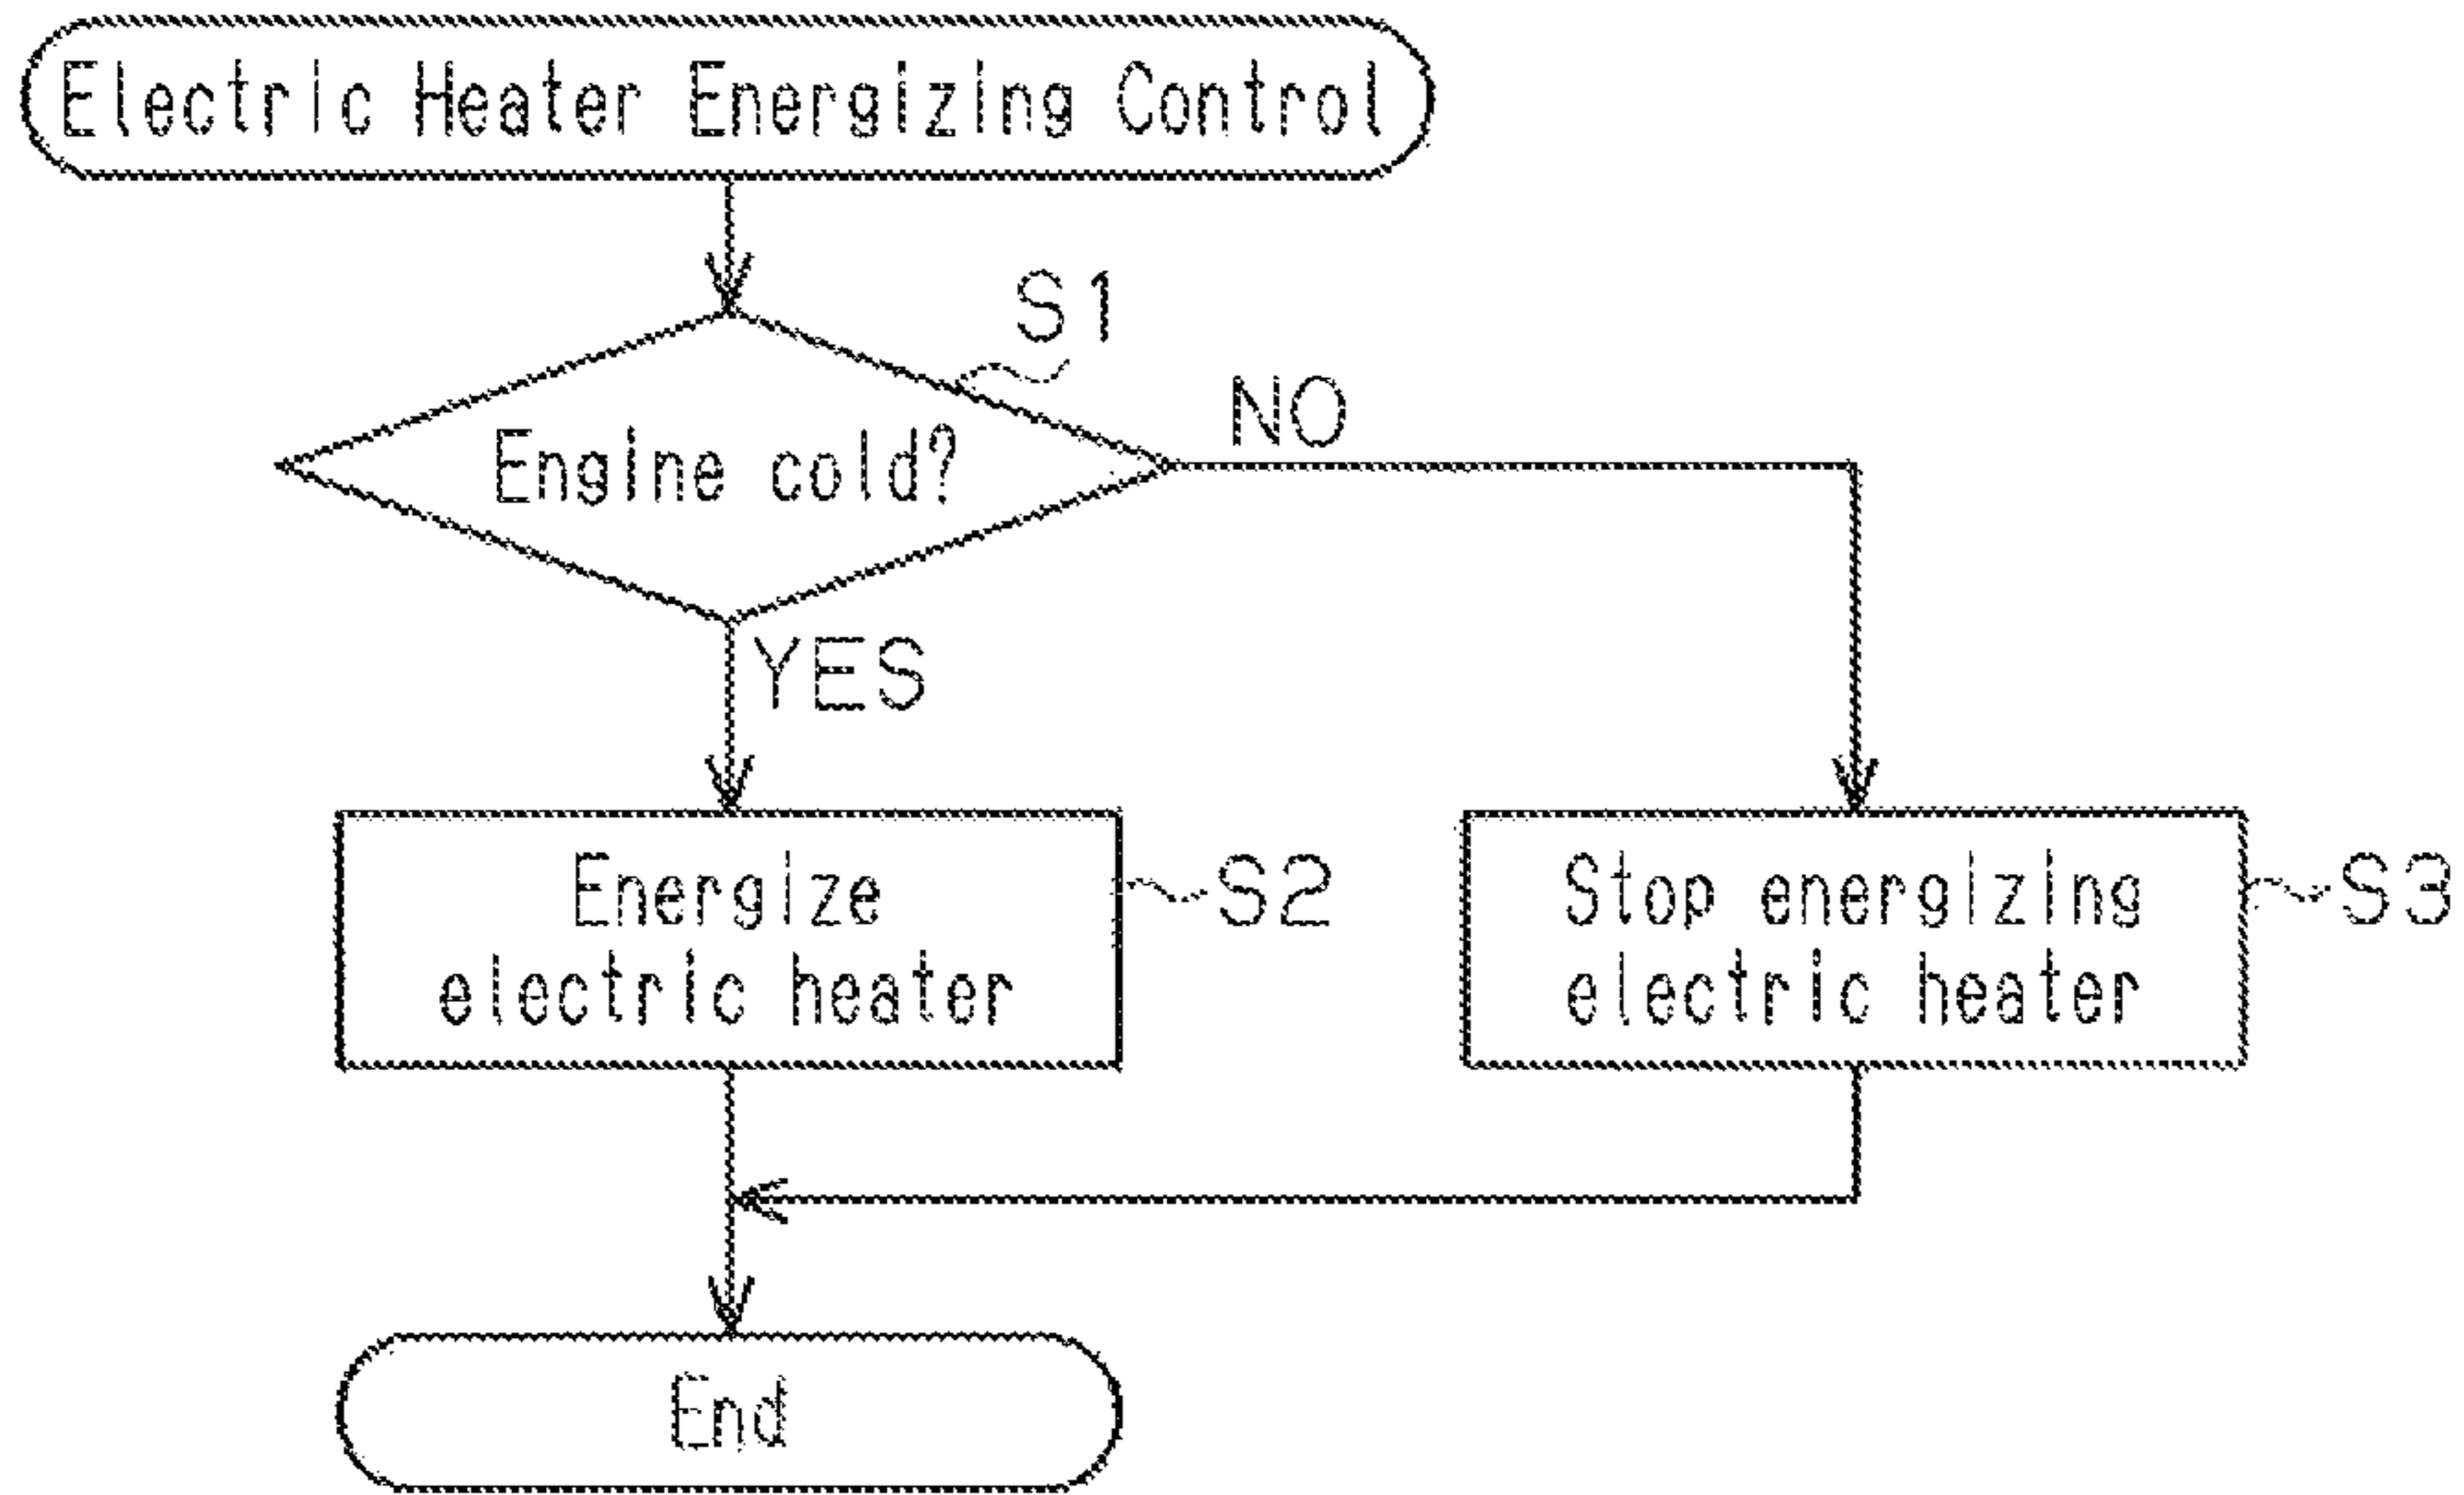 Electric Heater Energizing Control
S1
Engine cold?
NO
YES
Energize
electric heater
S2
Stop energizing
electric heater
S3
End